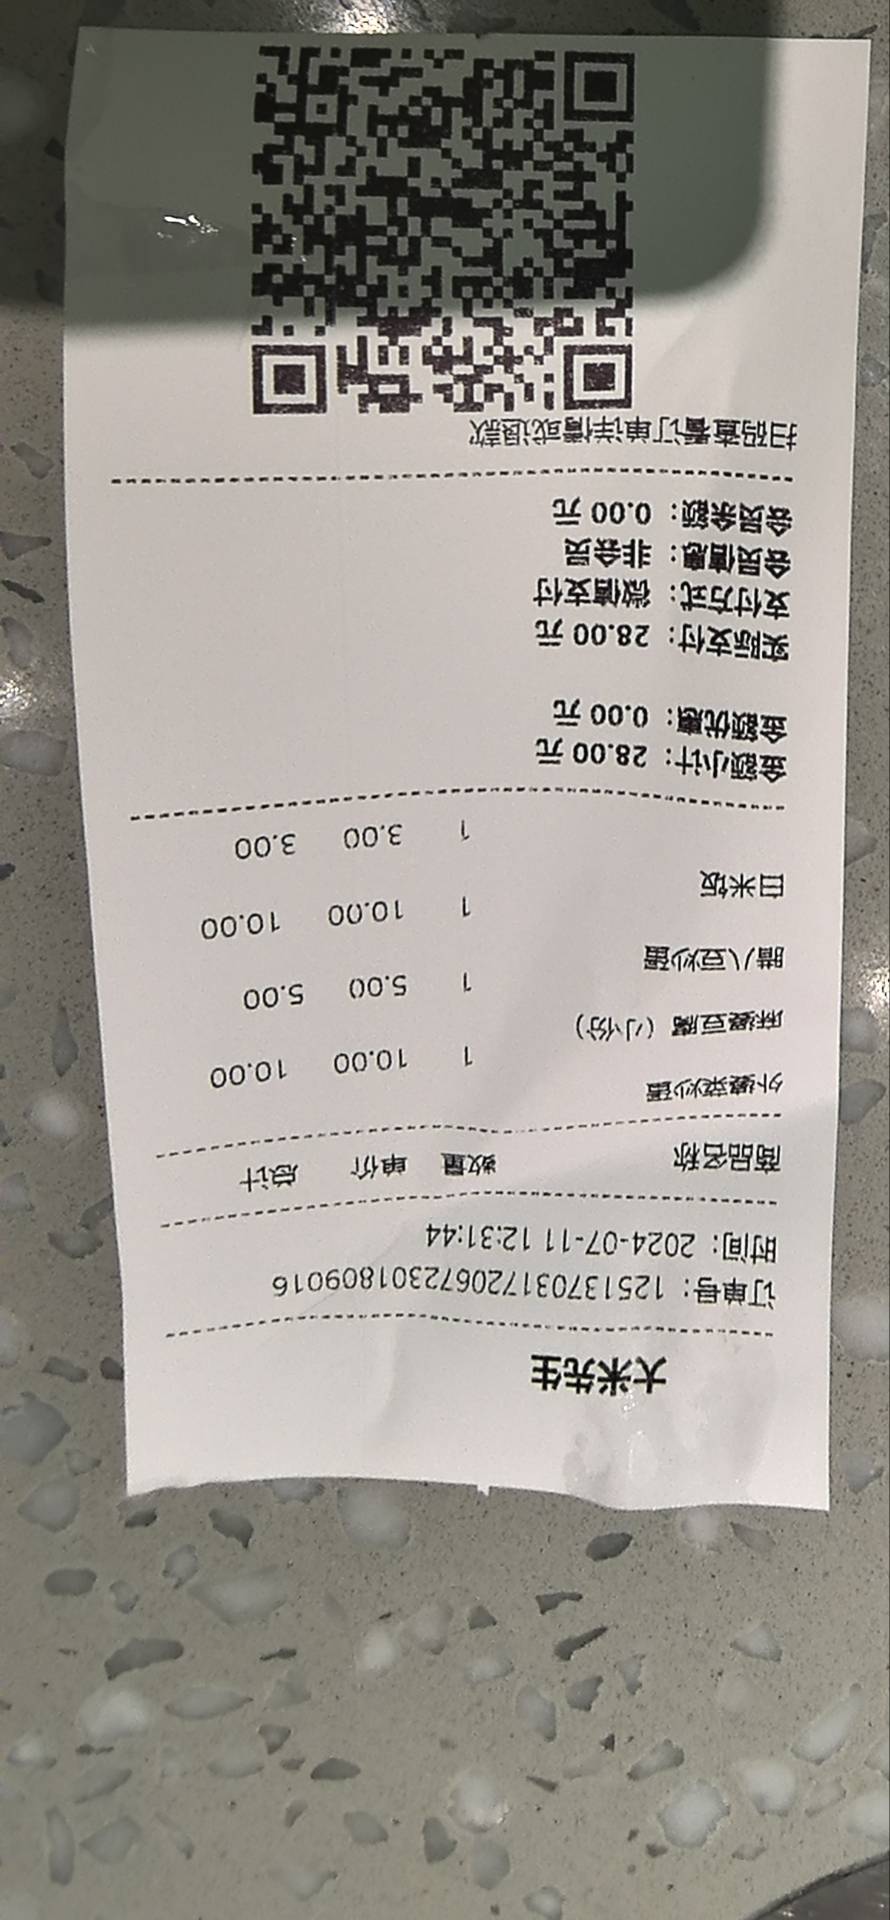 大米先生
订单号：12513703172067230180​9016
时间：2024-07-11 12:31:44
商品名称 数量 单价 总计
外婆菜炒蛋 1 10.00 10.00
麻婆豆腐（小份） 1 5.00 5.00
腊八豆炒蛋 1 10.00 10.00
白米饭 1 3.00 3.00
金额小计：28.00 元
金额优惠：0.00 元
实际支付：28.00 元
支付方式：微信支付
会员信息：非会员
会员余额：0.00 元
扫码查看订单详情或退款